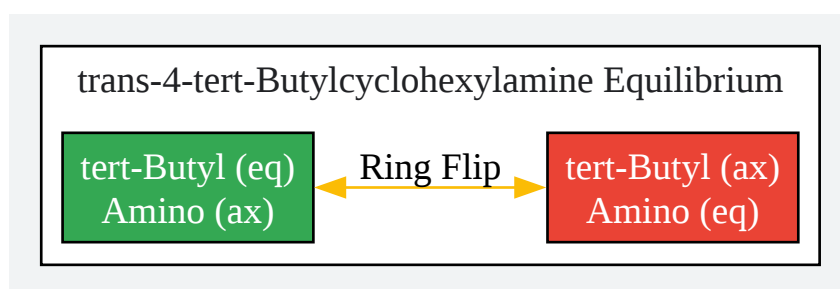 trans-4-tert-Butylcyclohexylamine Equilibrium
tert-Butyl (eq)
Amino (ax)
Ring Flip
tert-Butyl (ax)
Amino (eq)